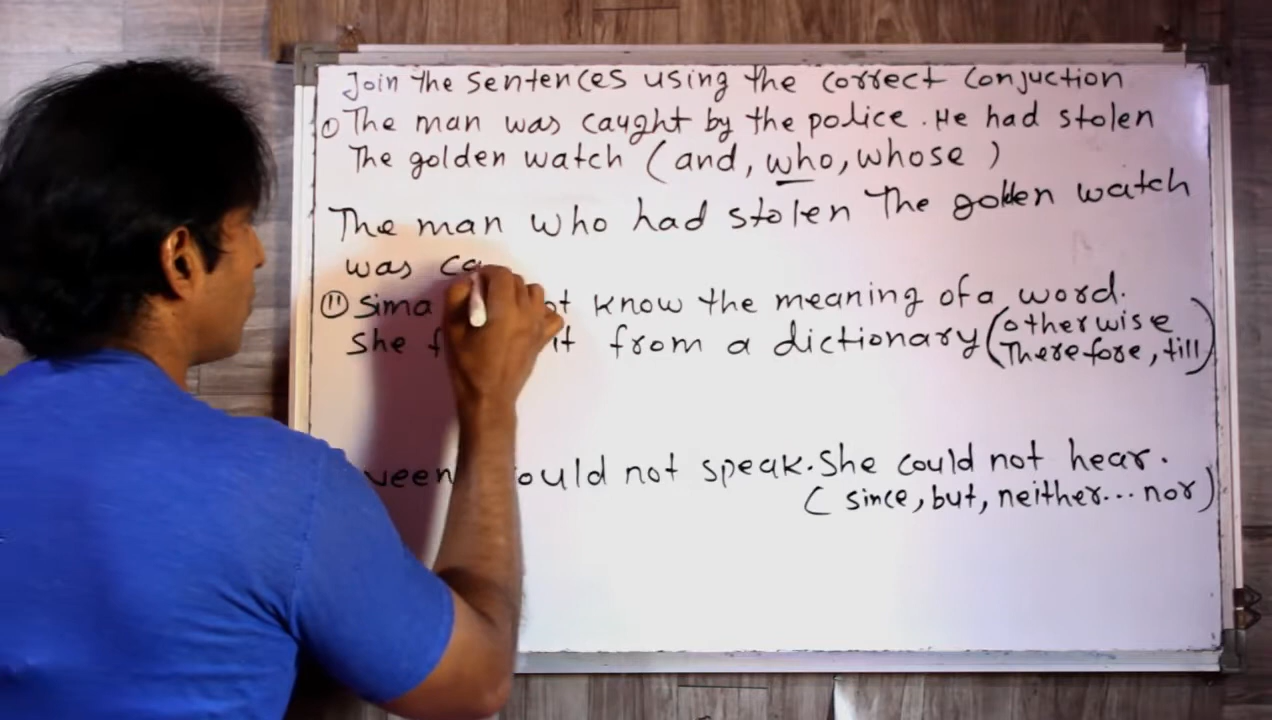 Join The sentences using the correct Conjuction
(i) The man was caught by the police. He had stolen
The golden watch (and, who, whose)
The man who had stolen The golden watch
was ca
(ii) Sima ot know the meaning of a word.
She f it from a dictionary (otherwise
Therefore, till)
veen ould not speak. She could not hear.
(since, but, neither... nor)